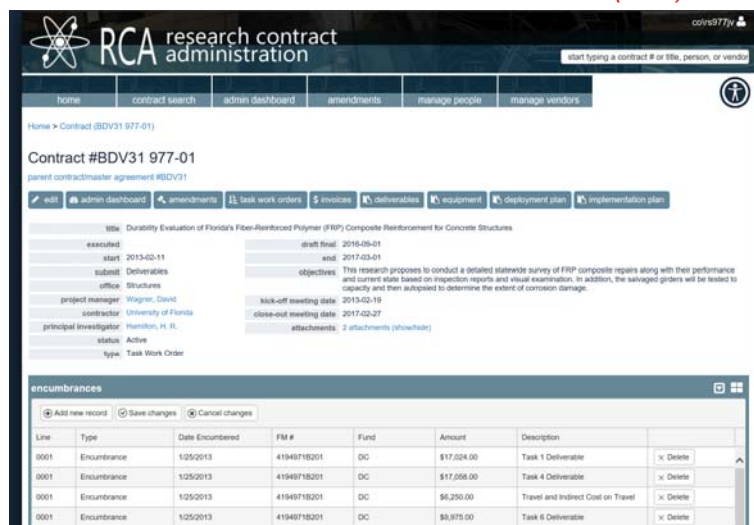 co\rs977jv
RCA research contract administration
start typing a contract # or title, person, or vendor
home contract search admin dashboard amendments manage people manage vendors
Home > Contract (BDV31 977-01)
Contract #BDV31 977-01
parent contract/master agreement #BDV31
edit admin dashboard amendments task work orders $ invoices deliverables equipment deployment plan implementation plan
title Durability Evaluation of Florida's Fiber-Reinforced Polymer (FRP) Composite Reinforcement for Concrete Structures
executed draft final 2016-09-01
start 2013-02-11 end 2017-03-01
submit Deliverables objectives This research proposes to conduct a detailed statewide survey of FRP composite repairs along with their performance
office Structures and current state based on inspection reports and visual examination. In addition, the salvaged girders will be tested to
capacity and then autopsied to determine the extent of corrosion damage.
project manager Wagner, David kick-off meeting date 2013-02-19
contractor University of Florida close-out meeting date 2017-02-27
principal investigator Hamilton, H. R. attachments 2 attachments (show/hide)
status Active
type Task Work Order
encumbrances
Add new record Save changes Cancel changes
Line Type Date Encumbered FM # Fund Amount Description
0001 Encumbrance 1/25/2013 4194971B201 DC $17,024.00 Task 1 Deliverable × Delete
0001 Encumbrance 1/25/2013 4194971B201 DC $17,058.00 Task 4 Deliverable × Delete
0001 Encumbrance 1/25/2013 4194971B201 DC $6,250.00 Travel and Indirect Cost on Travel × Delete
0001 Encumbrance 1/25/2013 4194971B201 DC $9,975.00 Task 6 Deliverable × Delete